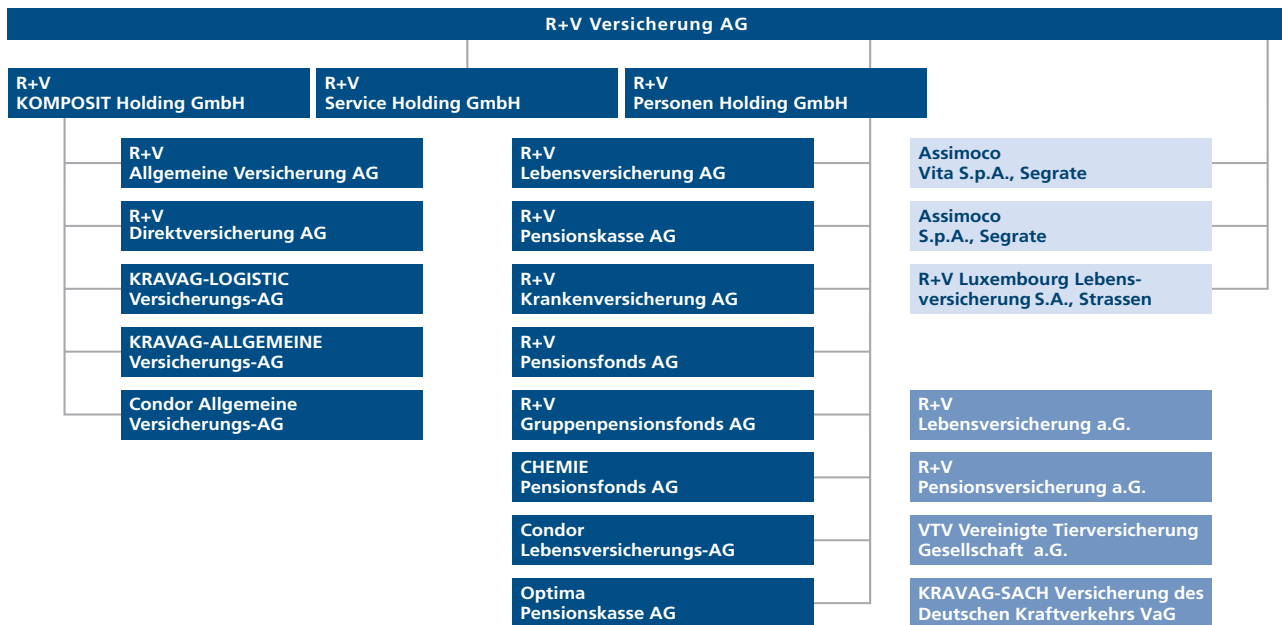 R+V Versicherung AG
R+V
KOMPOSIT Holding GmbH
R+V
Service Holding GmbH
R+V
Personen Holding GmbH
R+V
Allgemeine Versicherung AG
R+V
Direktversicherung AG
KRAVAG-LOGISTIC
Versicherungs-AG
KRAVAG-ALLGEMEINE
Versicherungs-AG
Condor Allgemeine
Versicherungs-AG
R+V
Lebensversicherung AG
R+V
Pensionskasse AG
R+V
Krankenversicherung AG
R+V
Pensionsfonds AG
R+V
Gruppenpensionsfonds AG
CHEMIE
Pensionsfonds AG
Condor
Lebensversicherungs-AG
Optima
Pensionskasse AG
Assimoco
Vita S.p.A., Segrate
Assimoco
S.p.A., Segrate
R+V Luxembourg Lebens-
versicherung S.A., Strassen
R+V
Lebensversicherung a.G.
R+V
Pensionsversicherung a.G.
VTV Vereinigte Tierversicherung
Gesellschaft a.G.
KRAVAG-SACH Versicherung des
Deutschen Kraftverkehrs VaG